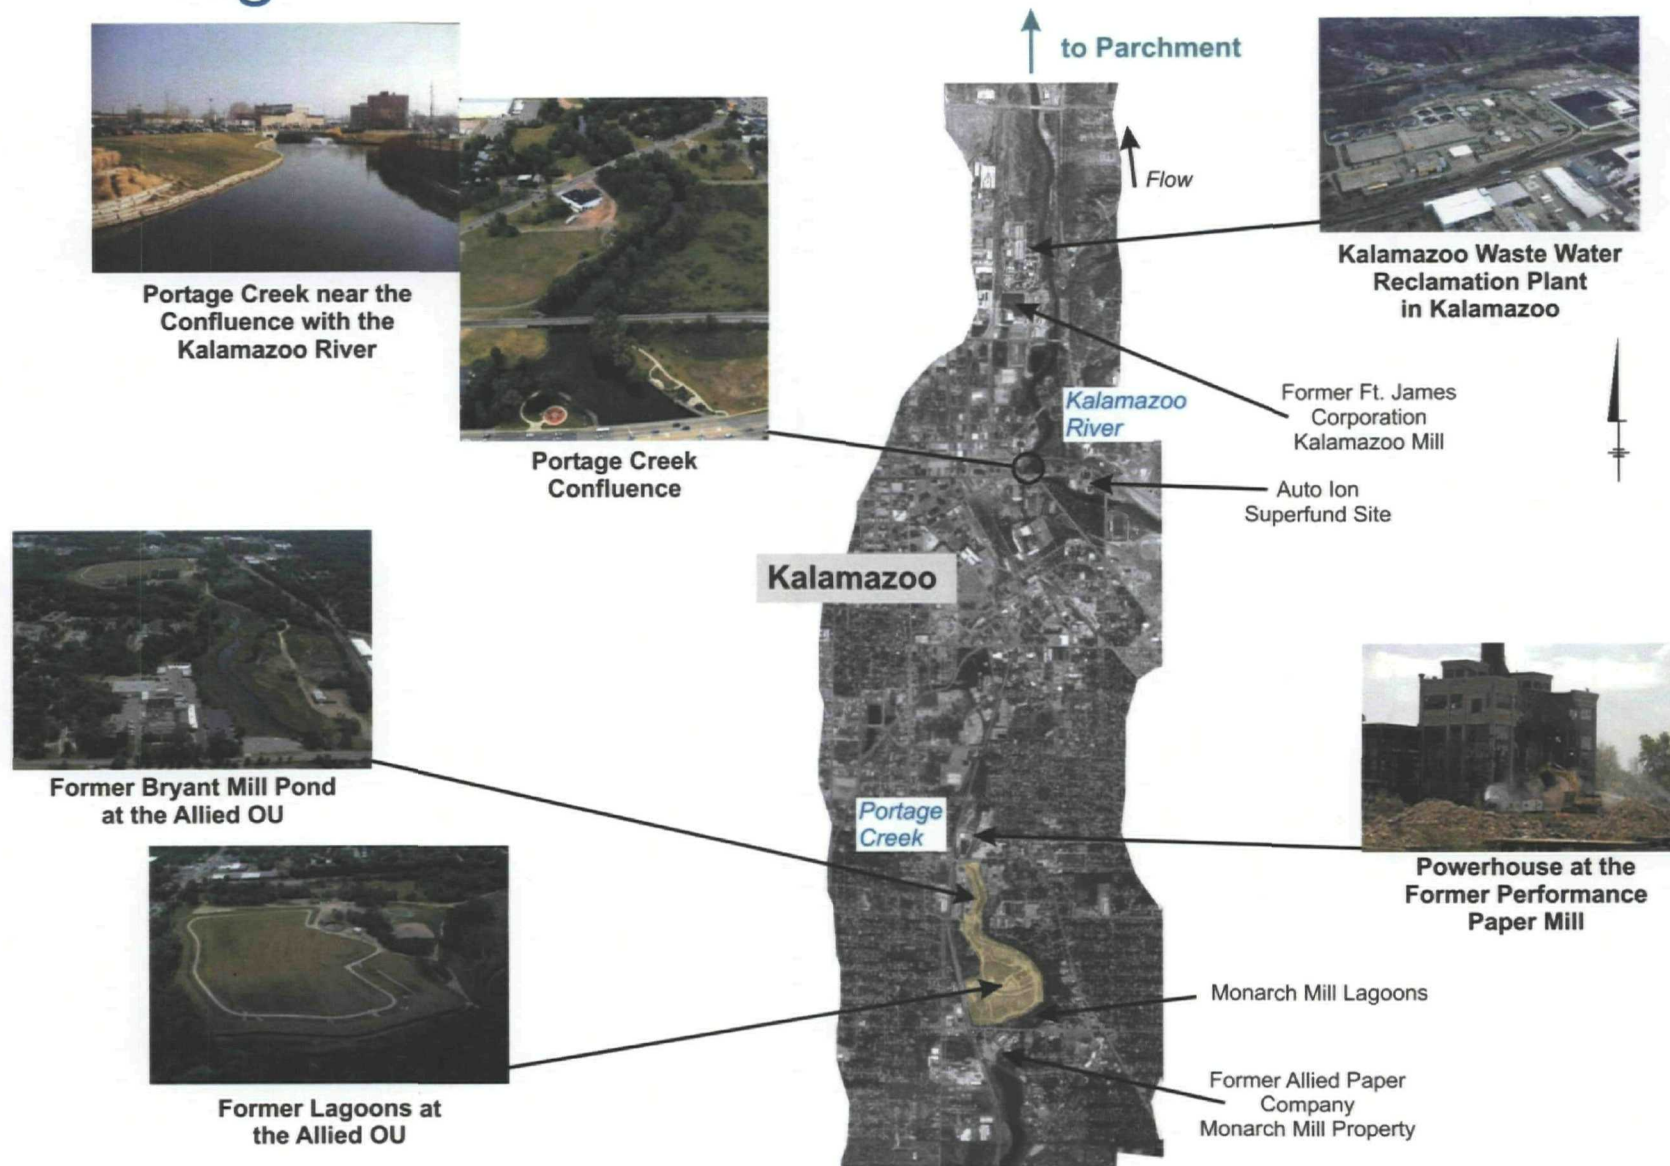 to Parchment
Flow
Portage Creek near the
Confluence with the
Kalamazoo River
Portage Creek
Confluence
Kalamazoo Waste Water
Reclamation Plant
in Kalamazoo
Kalamazoo
River
Former Ft. James
Corporation
Kalamazoo Mill
Auto Ion
Superfund Site
Kalamazoo
Former Bryant Mill Pond
at the Allied OU
Portage
Creek
Powerhouse at the
Former Performance
Paper Mill
Former Lagoons at
the Allied OU
Monarch Mill Lagoons
Former Allied Paper
Company
Monarch Mill Property